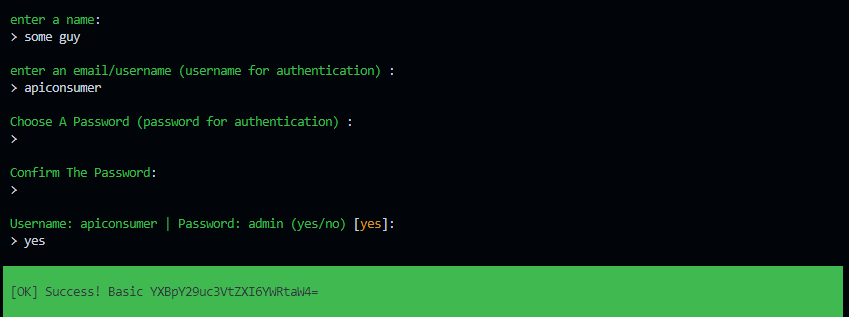 enter a name:
> some guy
enter an email/username (username for authentication) :
> apiconsumer
Choose A Password (password for authentication) :
>
Confirm The Password:
>
Username: apiconsumer | Password: admin (yes/no) [yes]:
> yes
[OK] Success! Basic YXBpY29uc3VtZXI6YWRtaW4=